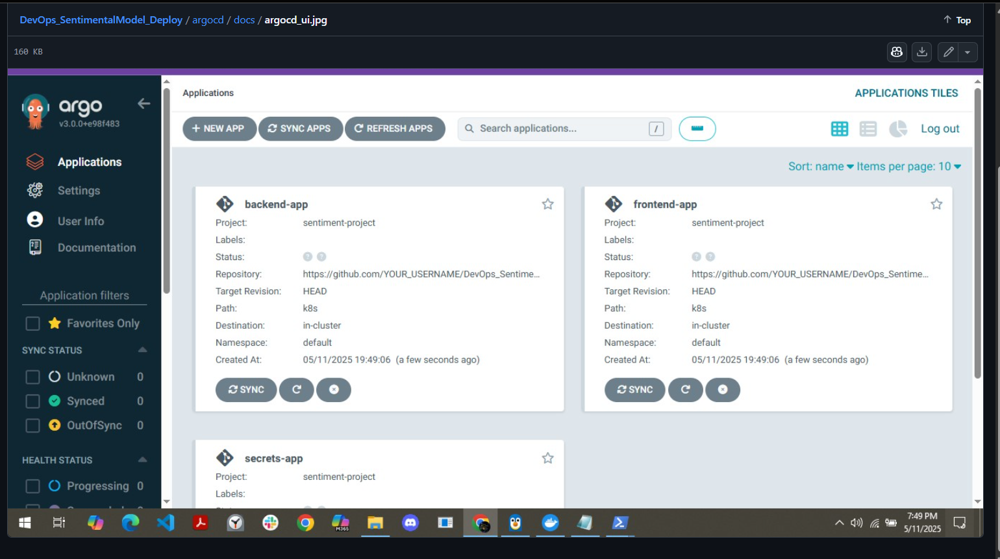 DevOps_SentimentalModel_Deploy / argocd / docs / argocd_ui.jpg
Top
160 KB
argo
v3.0.0+e98f483
Applications
Settings
User Info
Documentation
Application filters
Favorites Only
SYNC STATUS
Unknown 0
Synced 0
OutOfSync 0
HEALTH STATUS
Progressing 0
Applications
APPLICATIONS TILES
+ NEW APP
SYNC APPS
REFRESH APPS
Search applications...
/
Log out
Sort: name
Items per page: 10
backend-app
Project: sentiment-project
Labels:
Status: ? ?
Repository: https://github.com/YOUR_USERNAME/DevOps_Sentime...
Target Revision: HEAD
Path: k8s
Destination: in-cluster
Namespace: default
Created At: 05/11/2025 19:49:06 (a few seconds ago)
SYNC
frontend-app
Project: sentiment-project
Labels:
Status: ? ?
Repository: https://github.com/YOUR_USERNAME/DevOps_Sentime...
Target Revision: HEAD
Path: k8s
Destination: in-cluster
Namespace: default
Created At: 05/11/2025 19:49:06 (a few seconds ago)
SYNC
secrets-app
Project: sentiment-project
Labels:
M365
7:49 PM
5/11/2025